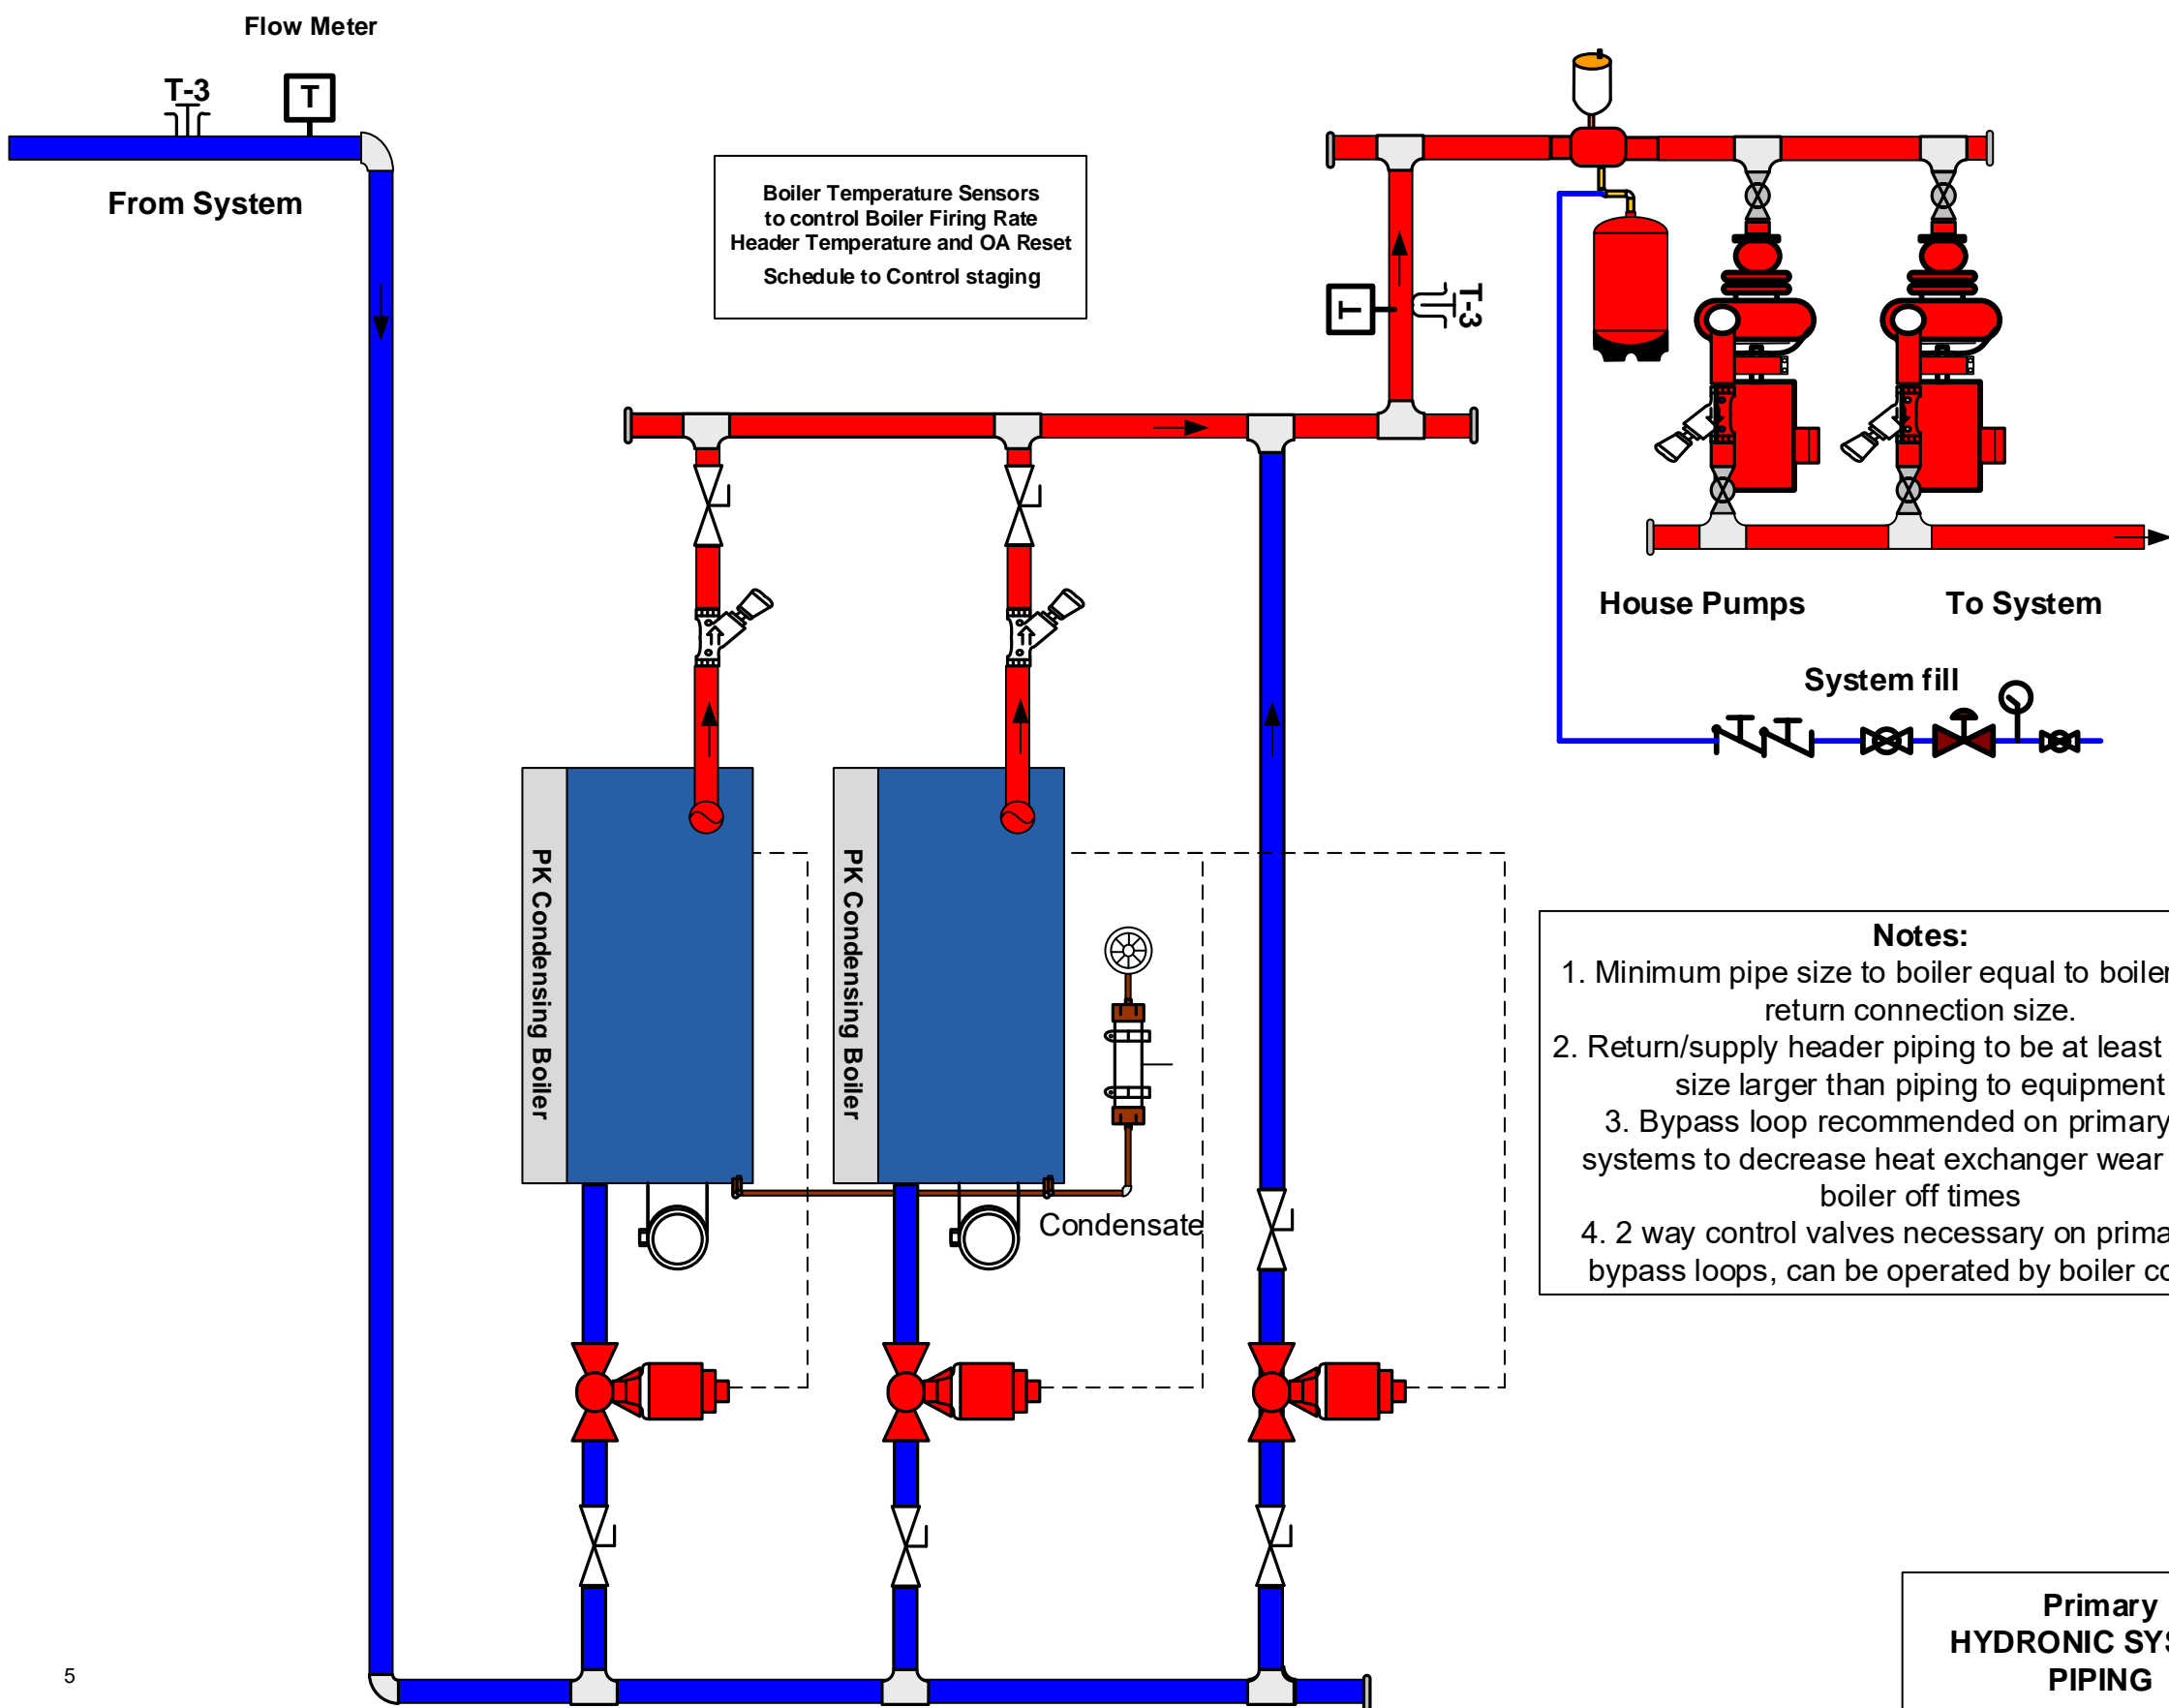 Flow Meter
T-3
T
From System
Boiler Temperature Sensors
to control Boiler Firing Rate
Header Temperature and OA Reset
Schedule to Control staging
T
T-3
House Pumps
To System
System fill
PK Condensing Boiler
PK Condensing Boiler
Condensate
Notes:
1. Minimum pipe size to boiler equal to boiler
return connection size.
2. Return/supply header piping to be at least
size larger than piping to equipment
3. Bypass loop recommended on primary
systems to decrease heat exchanger wear
boiler off times
4. 2 way control valves necessary on prima
bypass loops, can be operated by boiler co
Primary
HYDRONIC SYS
PIPING
5